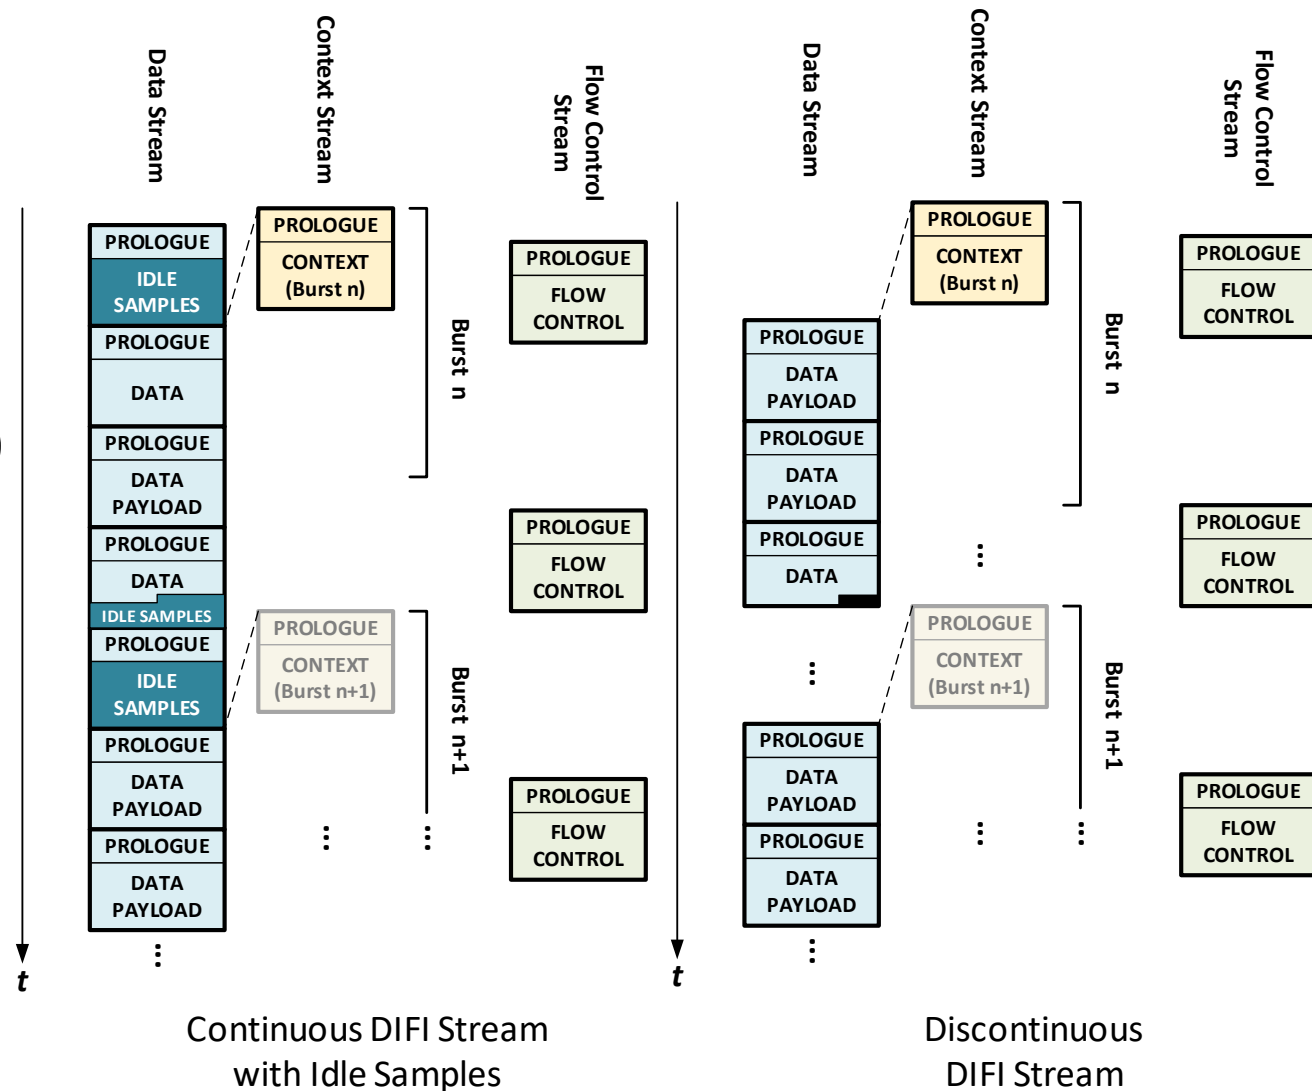 Data Stream
Context Stream
Flow Control
Stream
PROLOGUE
IDLE
SAMPLES
PROLOGUE
DATA
PROLOGUE
DATA
PAYLOAD
PROLOGUE
DATA
IDLE SAMPLES
PROLOGUE
IDLE
SAMPLES
PROLOGUE
DATA
PAYLOAD
PROLOGUE
DATA
PAYLOAD
...
PROLOGUE
CONTEXT
(Burst n)
PROLOGUE
CONTEXT
(Burst n+1)
...
Burst n
Burst n+1
...
PROLOGUE
FLOW
CONTROL
PROLOGUE
FLOW
CONTROL
PROLOGUE
FLOW
CONTROL
t
Continuous DIFI Stream
with Idle Samples
Data Stream
Context Stream
Flow Control
Stream
PROLOGUE
DATA
PAYLOAD
PROLOGUE
DATA
PAYLOAD
PROLOGUE
DATA
...
PROLOGUE
DATA
PAYLOAD
PROLOGUE
DATA
PAYLOAD
...
PROLOGUE
CONTEXT
(Burst n)
...
PROLOGUE
CONTEXT
(Burst n+1)
...
Burst n
Burst n+1
...
PROLOGUE
FLOW
CONTROL
PROLOGUE
FLOW
CONTROL
PROLOGUE
FLOW
CONTROL
t
Discontinuous
DIFI Stream